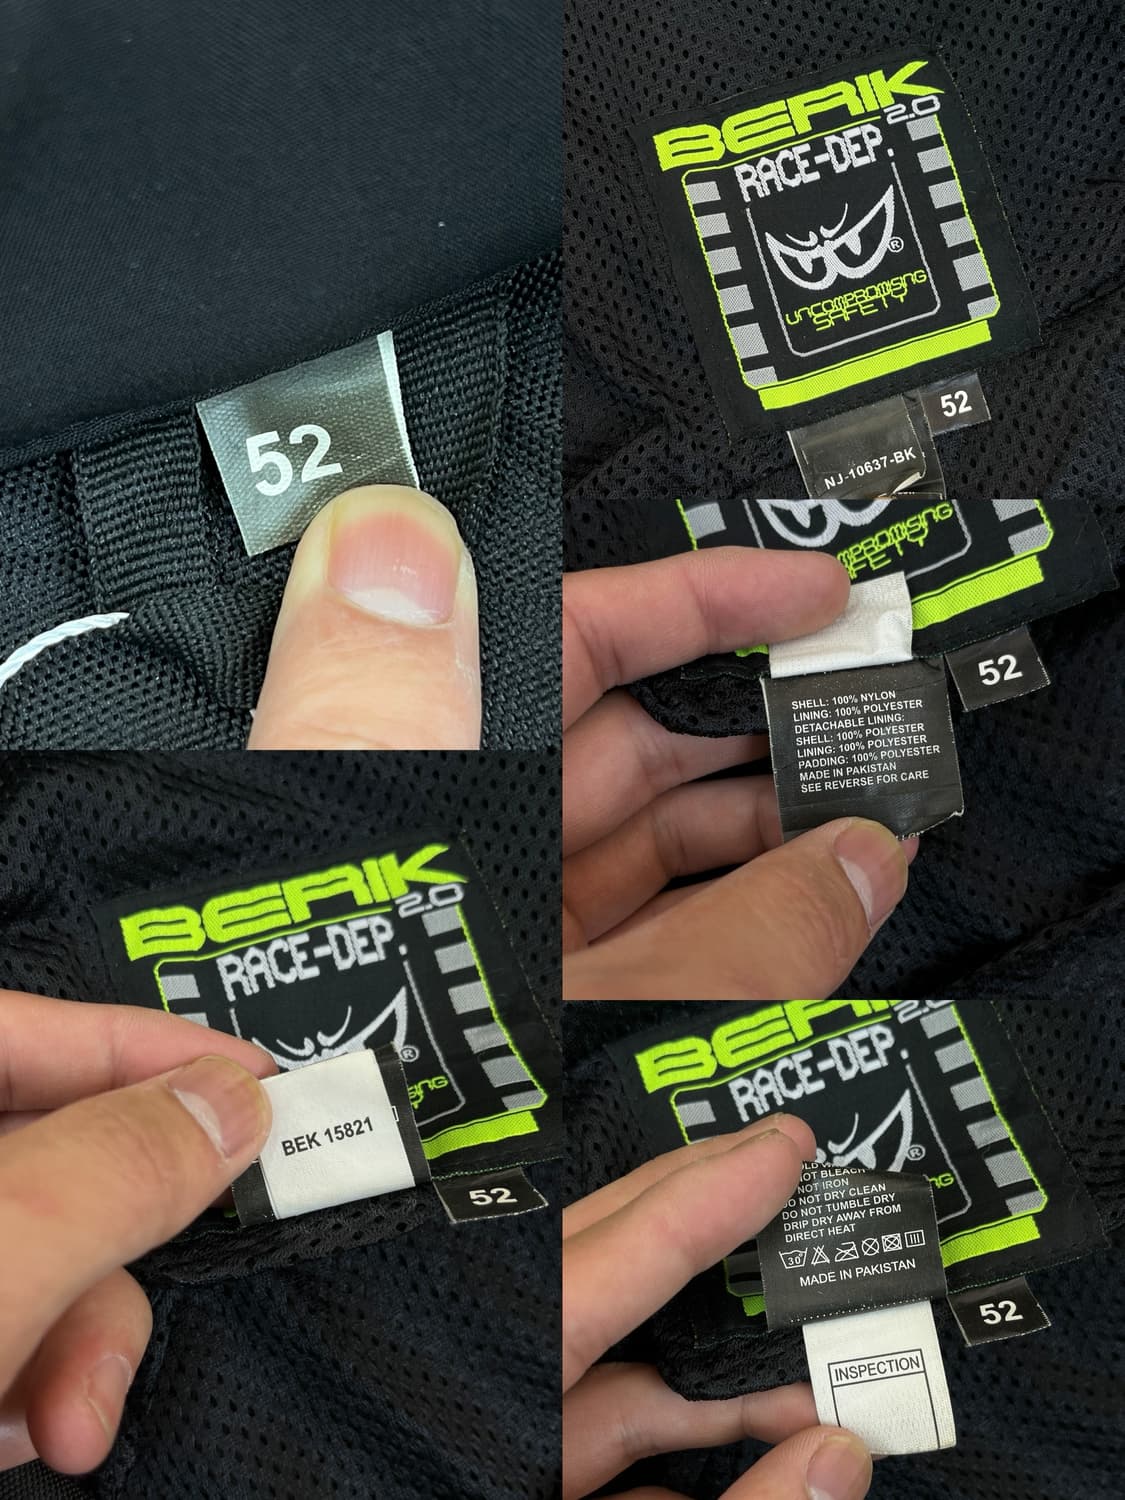 52
BERIK
2.0
RACE-DEP.
®
UNCOMPROMISING
SAFETY
52
NJ-10637-BK
SAFETY
52
SHELL: 100% NYLON
LINING: 100% POLYESTER
DETACHABLE LINING:
SHELL: 100% POLYESTER
LINING: 100% POLYESTER
PADDING: 100% POLYESTER
MADE IN PAKISTAN
SEE REVERSE FOR CARE
BERIK
2.0
RACE-DEP.
®
BEK 15821
52
2.0
RACE-DEP.
®
NOT BLEACH
NOT IRON
DO NOT DRY CLEAN
DO NOT TUMBLE DRY
DRIP DRY AWAY FROM
DIRECT HEAT
30°
MADE IN PAKISTAN
52
INSPECTION